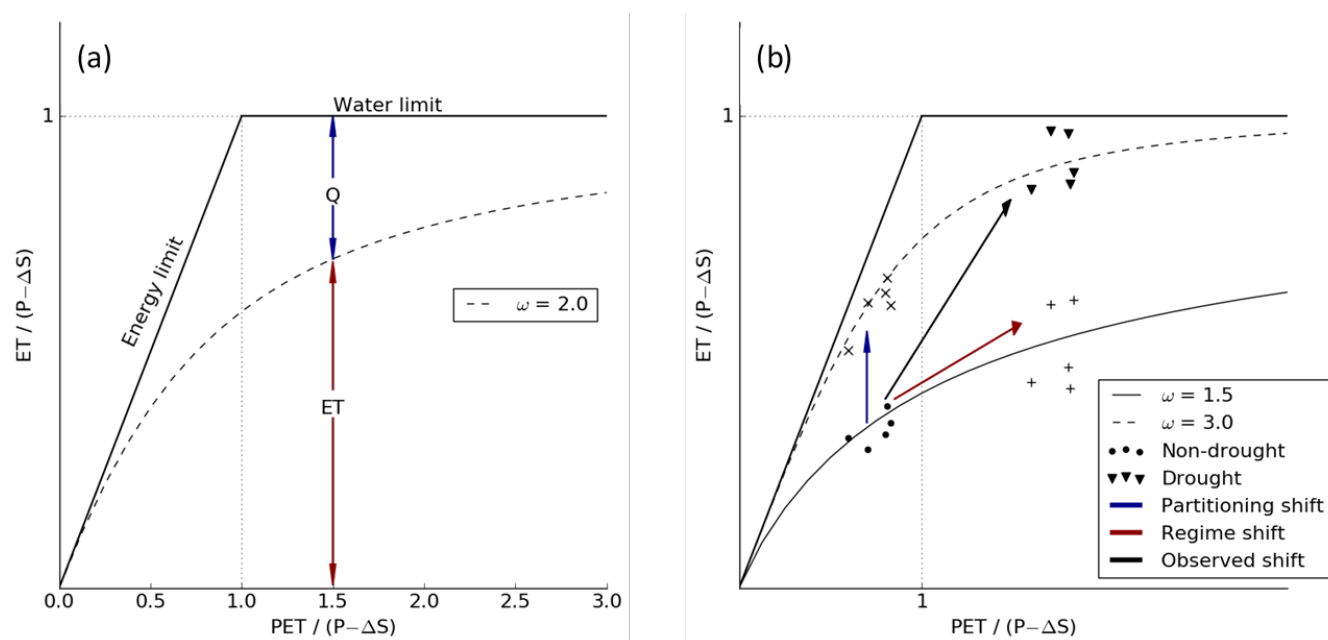 (a)
Water limit
1
Q
Energy limit
ET / (P−ΔS)
ω = 2.0
ET
0.0 0.5 1.0 1.5 2.0 2.5 3.0
PET / (P−ΔS)
(b)
1
ET / (P−ΔS)
ω = 1.5
ω = 3.0
Non-drought
Drought
Partitioning shift
Regime shift
Observed shift
1
PET / (P−ΔS)